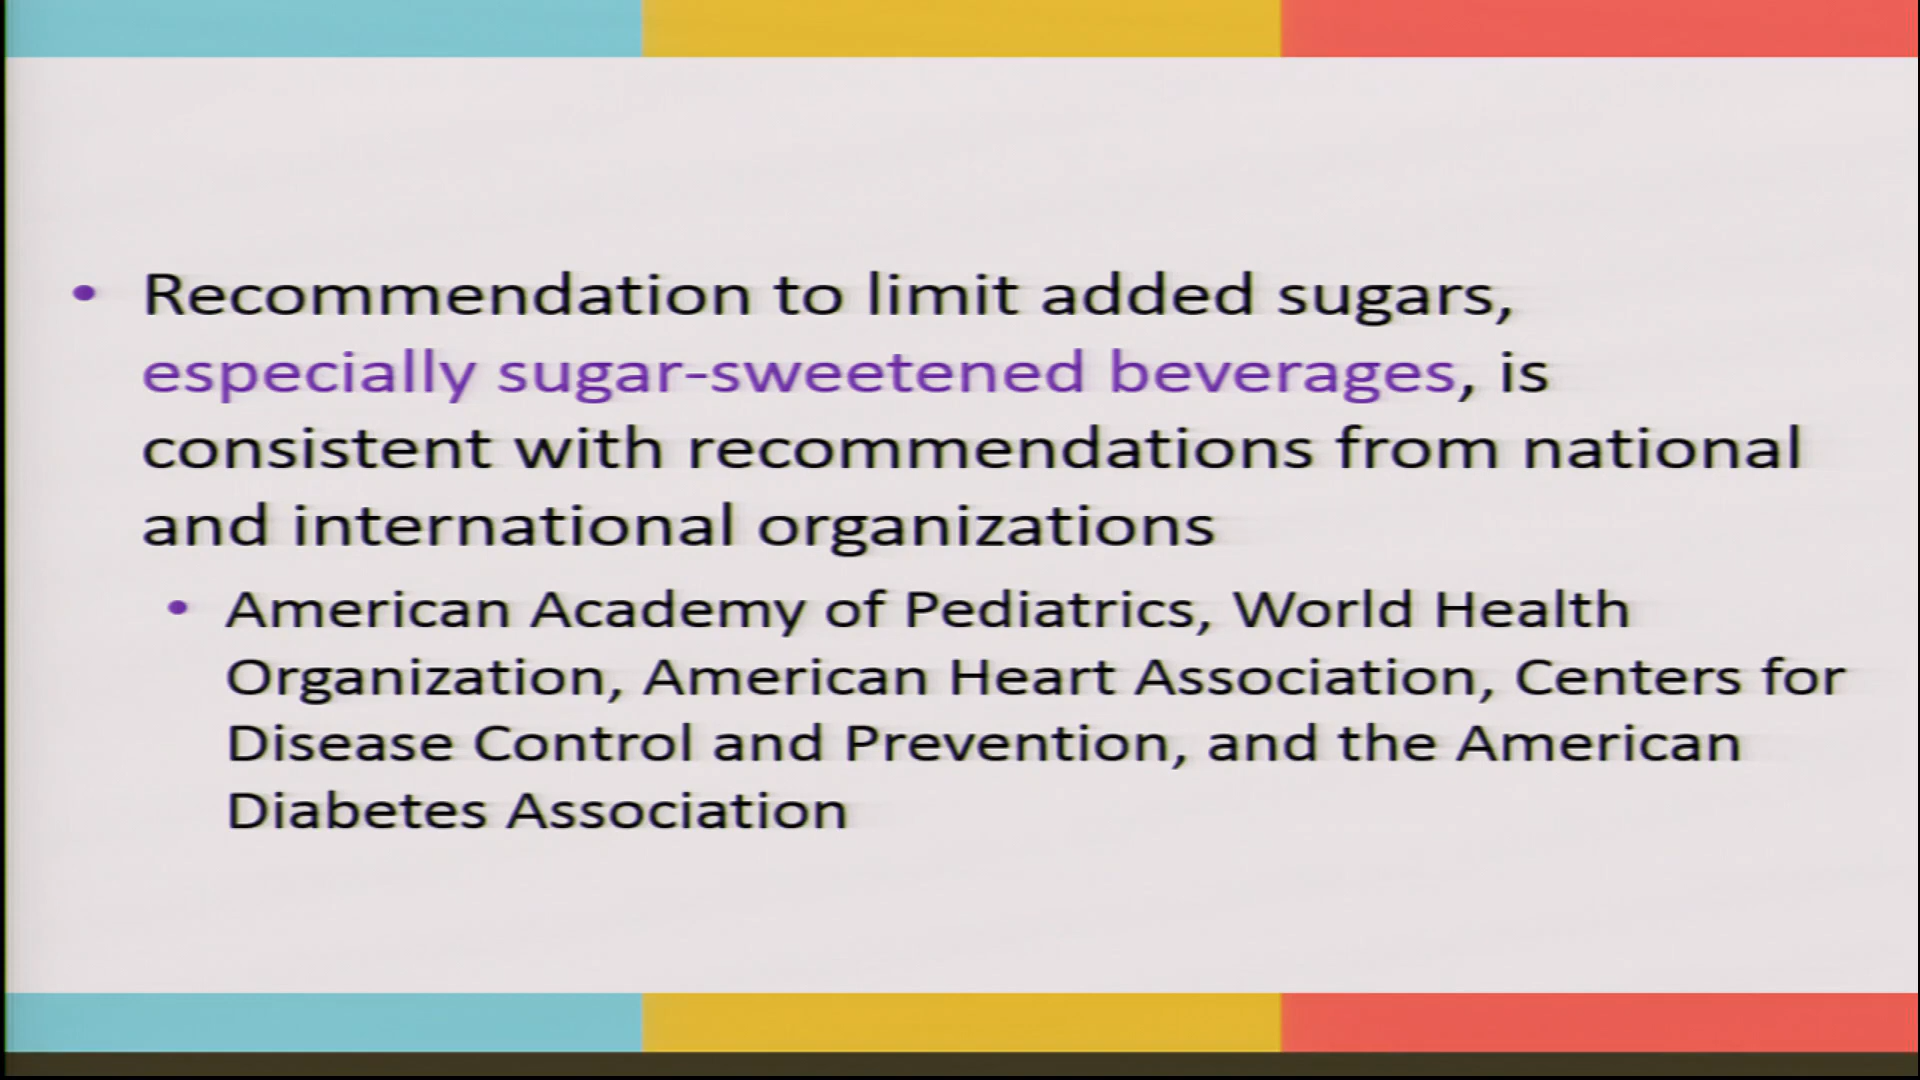 • Recommendation to limit added sugars,
especially sugar-sweetened beverages, is
consistent with recommendations from national
and international organizations
• American Academy of Pediatrics, World Health
Organization, American Heart Association, Centers for
Disease Control and Prevention, and the American
Diabetes Association